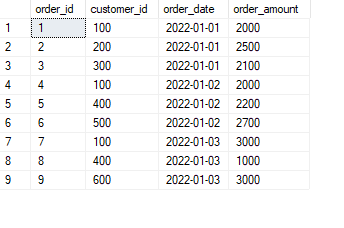 order_id customer_id order_date order_amount
1 1 100 2022-01-01 2000
2 2 200 2022-01-01 2500
3 3 300 2022-01-01 2100
4 4 100 2022-01-02 2000
5 5 400 2022-01-02 2200
6 6 500 2022-01-02 2700
7 7 100 2022-01-03 3000
8 8 400 2022-01-03 1000
9 9 600 2022-01-03 3000